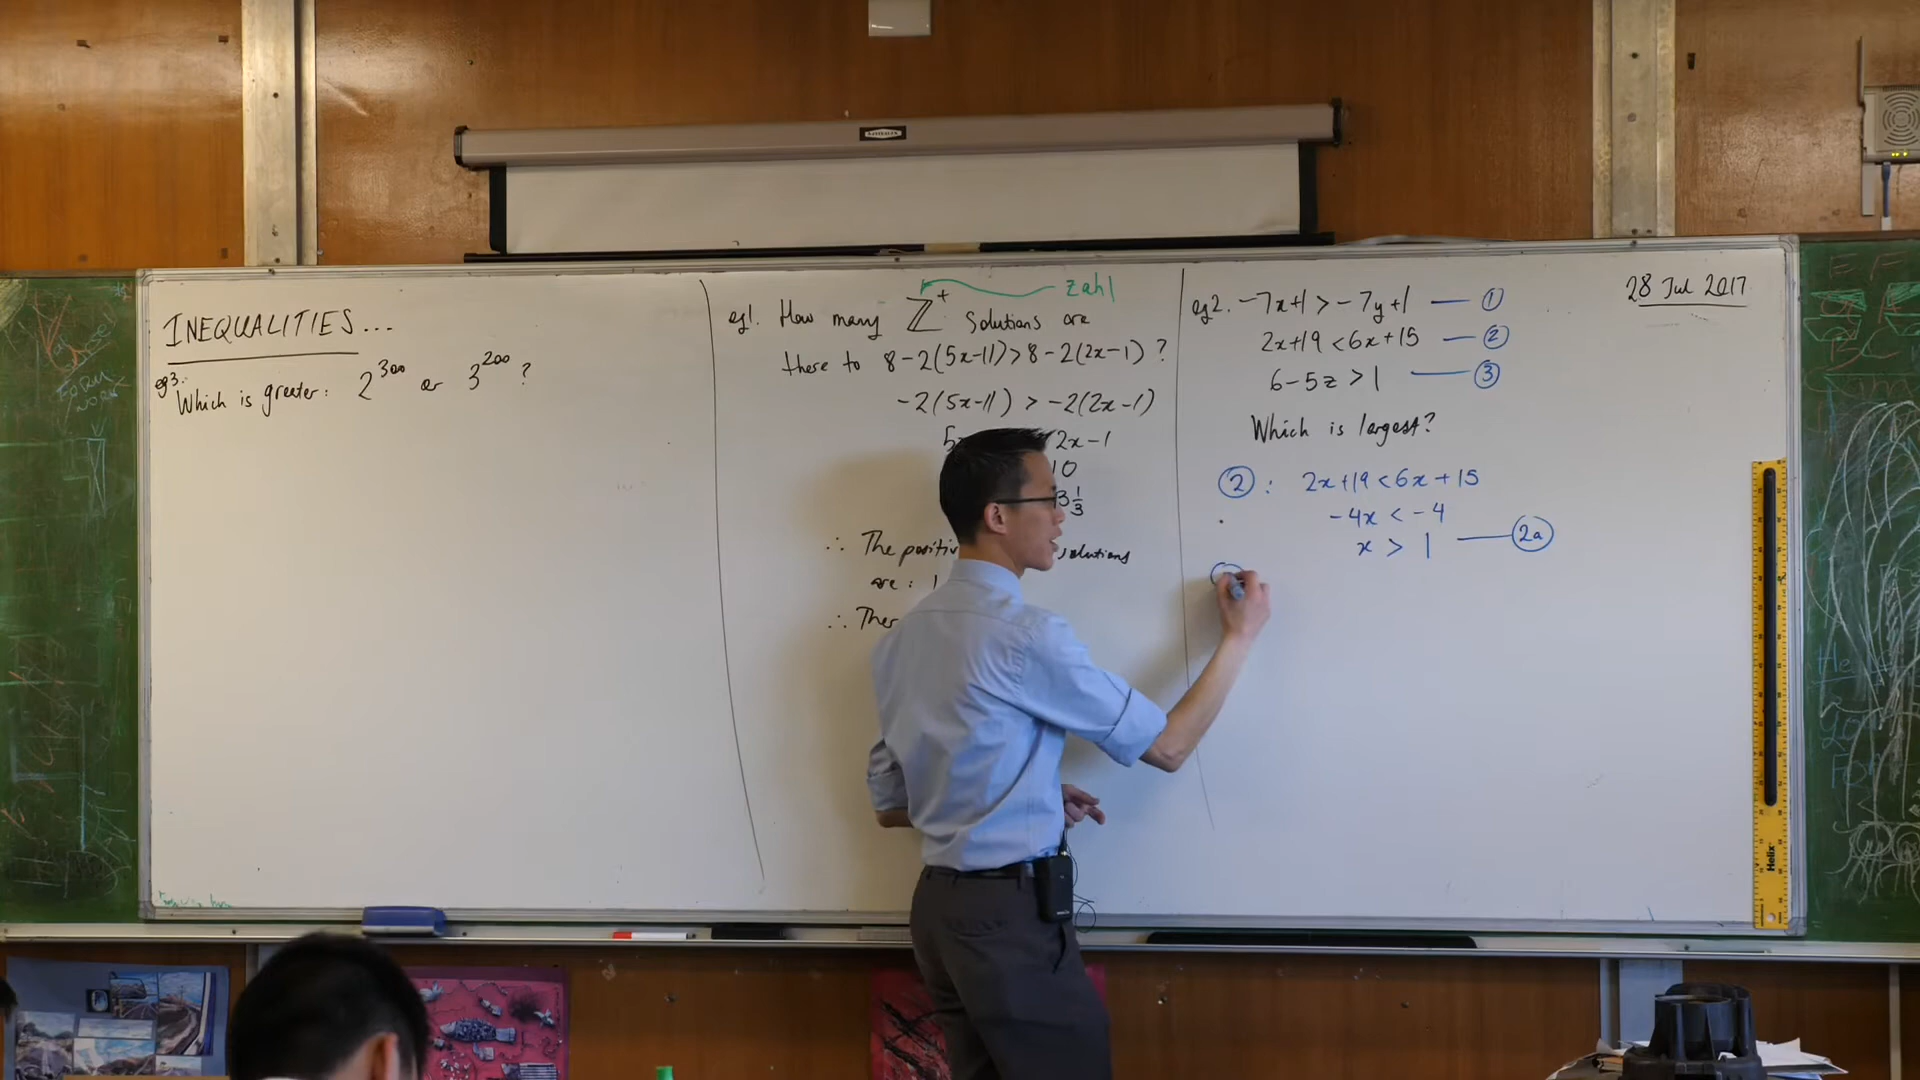 INEQUALITIES...
eg3. Which is greater: 2^300 or 3^200 ?
zahl
eg1. How many ℤ⁺ solutions are
there to 8-2(5x-11)>8-2(2x-1) ?
-2(5x-11) > -2(2x-1)
2x-1
10
3 1/3
∴ The positiv solutions
are: 1
∴ Ther
28 Jul 2017
eg2. -7x+1 > -7y+1 — ①
2x+19 <6x+15 — ②
6-5z >1 — ③
Which is largest?
② : 2x+19 <6x+15
-4x < -4
x > 1 — 2a
Helix